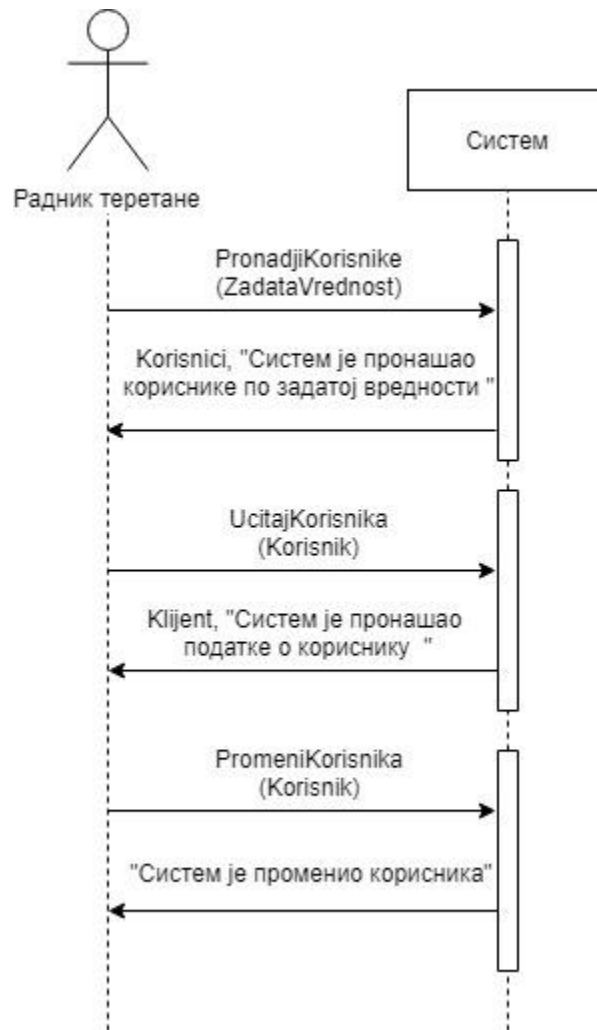 Систем
Радник теретане
PronadjiKorisnike
(ZadataVrednost)
Korisnici, "Систем је пронашао
кориснике по задатој вредности "
UcitajKorisnika
(Korisnik)
Klijent, "Систем је пронашао
податке о кориснику  "
PromeniKorisnika
(Korisnik)
"Систем је променио корисника"